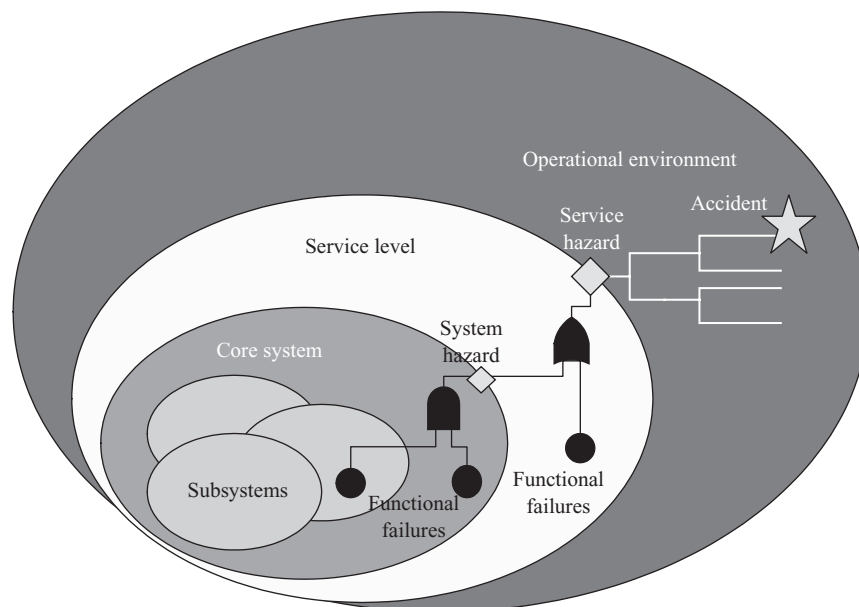 Operational environment
Accident
Service
hazard
Service level
System
hazard
Core system
Subsystems
Functional
failures
Functional
failures